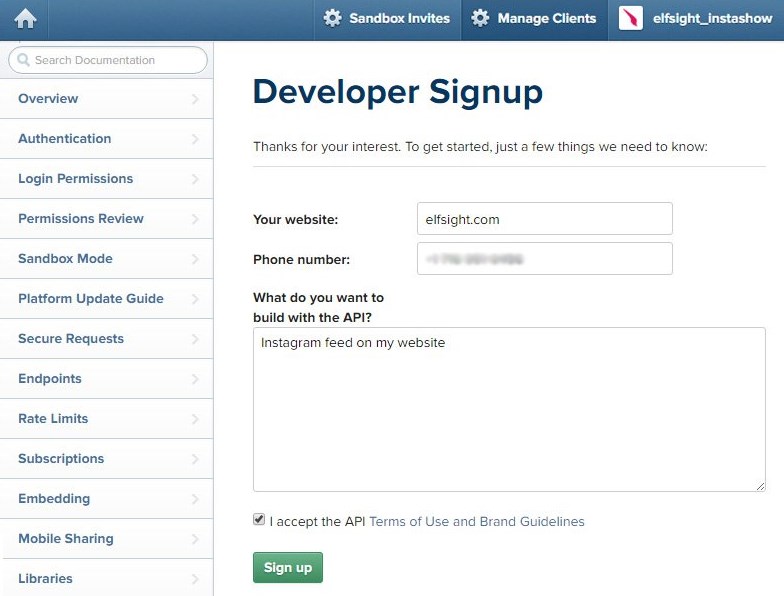 Sandbox Invites
Manage Clients
elfsight_instashow
Search Documentation
Overview
Authentication
Login Permissions
Permissions Review
Sandbox Mode
Platform Update Guide
Secure Requests
Endpoints
Rate Limits
Subscriptions
Embedding
Mobile Sharing
Libraries
Developer Signup
Thanks for your interest. To get started, just a few things we need to know:
Your website: elfsight.com
Phone number:
What do you want to
build with the API?
Instagram feed on my website
I accept the API Terms of Use and Brand Guidelines
Sign up